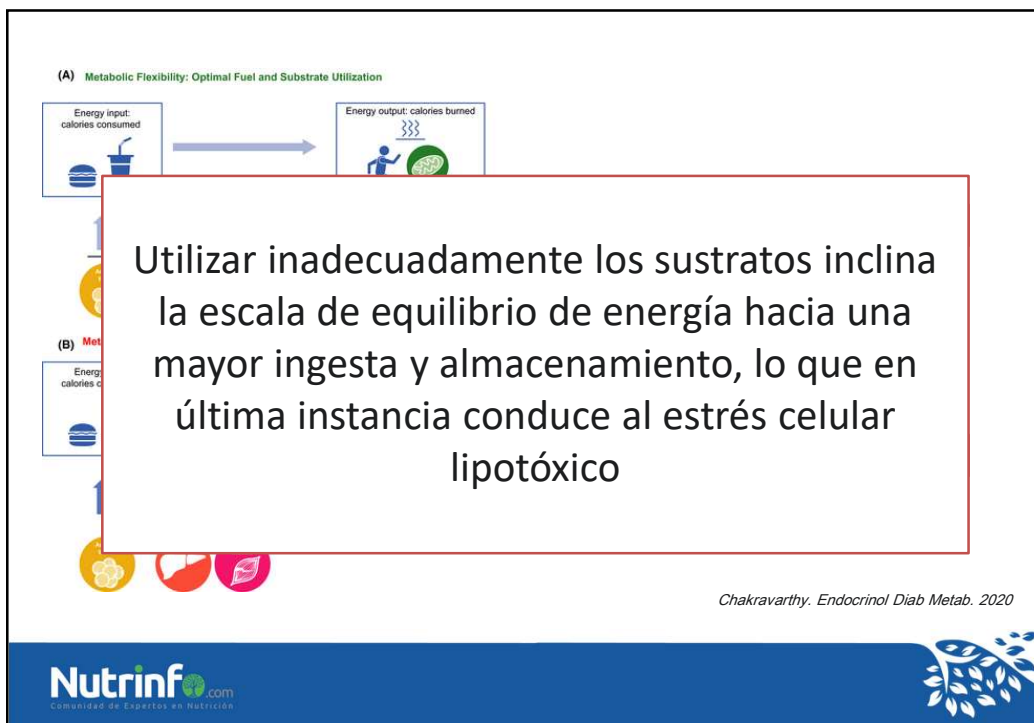 (A) Metabolic Flexibility: Optimal Fuel and Substrate Utilization
Energy input:
calories consumed
Energy output: calories burned
Utilizar inadecuadamente los sustratos inclina
la escala de equilibrio de energía hacia una
mayor ingesta y almacenamiento, lo que en
última instancia conduce al estrés celular
lipotóxico
(B)
Chakravarthy. Endocrinol Diab Metab. 2020
Nutrinfo.com
Comunidad de Expertos en Nutrición